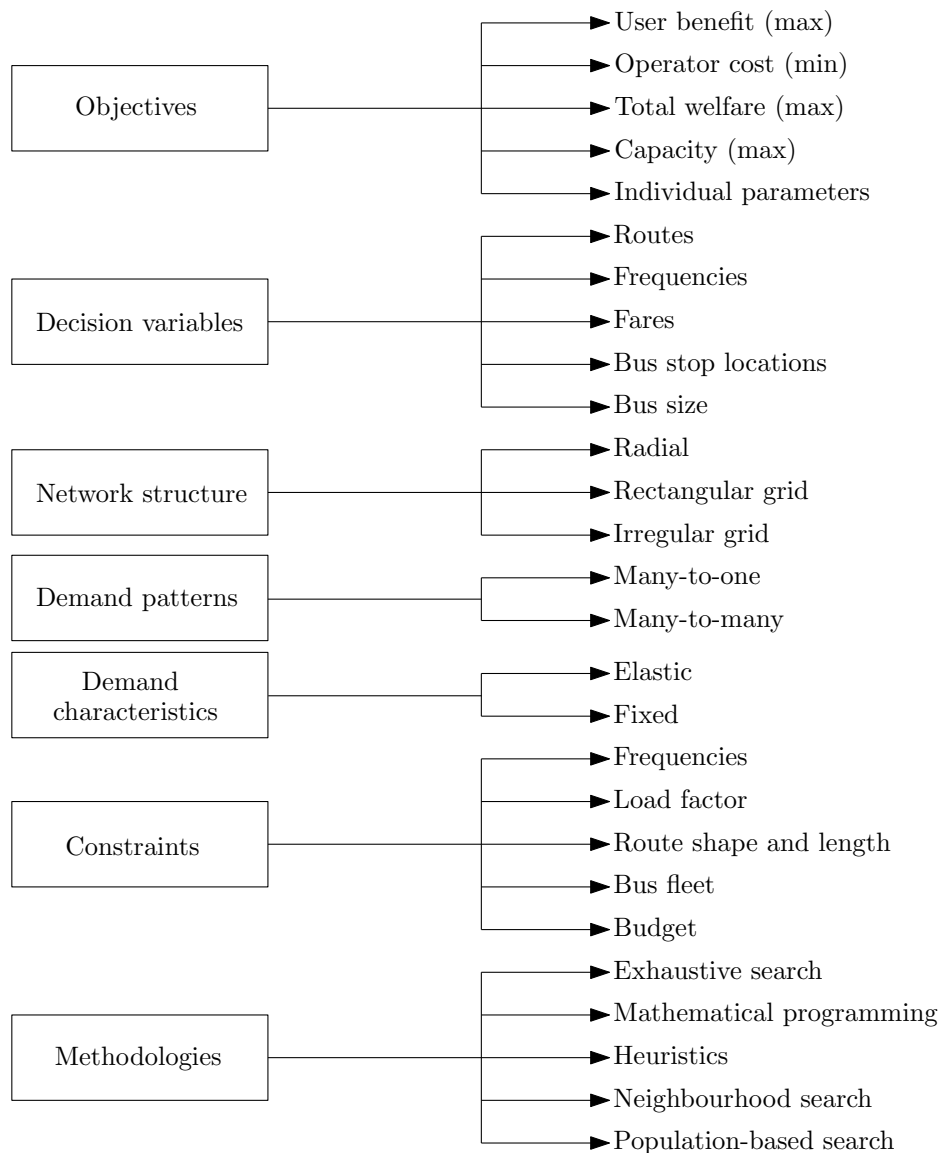 Objectives
User benefit (max)
Operator cost (min)
Total welfare (max)
Capacity (max)
Individual parameters
Decision variables
Routes
Frequencies
Fares
Bus stop locations
Bus size
Network structure
Radial
Rectangular grid
Irregular grid
Demand patterns
Many-to-one
Many-to-many
Demand
characteristics
Elastic
Fixed
Constraints
Frequencies
Load factor
Route shape and length
Bus fleet
Budget
Methodologies
Exhaustive search
Mathematical programming
Heuristics
Neighbourhood search
Population-based search